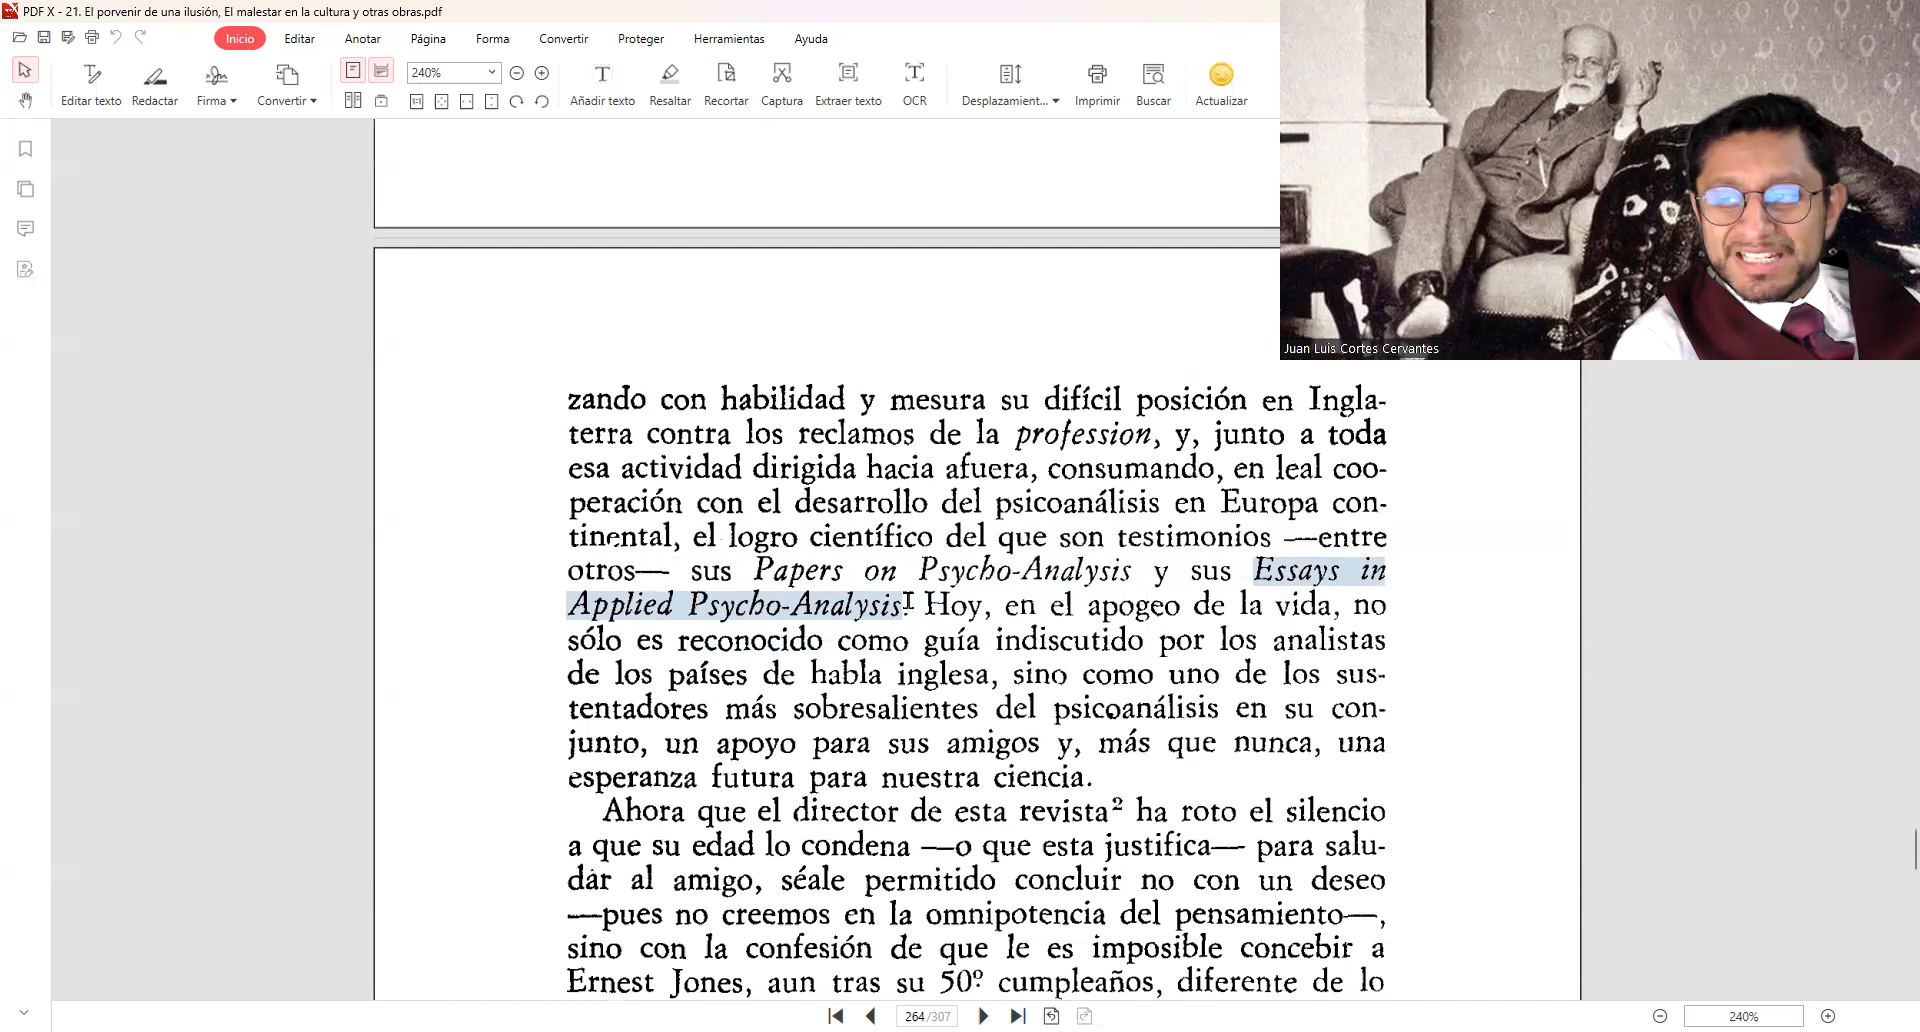 PDF X - 21. El porvenir de una ilusión, El malestar en la cultura y otras obras.pdf
Inicio Editar Anotar Página Forma Convertir Proteger Herramientas Ayuda
240%
Editar texto Redactar Firma Convertir Añadir texto Resaltar Recortar Captura Extraer texto OCR Desplazamient... Imprimir Buscar Actualizar
Juan Luis Cortes Cervantes
zando con habilidad y mesura su difícil posición en Ingla-
terra contra los reclamos de la profession, y, junto a toda
esa actividad dirigida hacia afuera, consumando, en leal coo-
peración con el desarrollo del psicoanálisis en Europa con-
tinental, el logro científico del que son testimonios —entre
otros— sus Papers on Psycho-Analysis y sus Essays in
Applied Psycho-Analysis. Hoy, en el apogeo de la vida, no
sólo es reconocido como guía indiscutido por los analistas
de los países de habla inglesa, sino como uno de los sus-
tentadores más sobresalientes del psicoanálisis en su con-
junto, un apoyo para sus amigos y, más que nunca, una
esperanza futura para nuestra ciencia.
Ahora que el director de esta revista² ha roto el silencio
a que su edad lo condena —o que esta justifica— para salu-
dar al amigo, séale permitido concluir no con un deseo
—pues no creemos en la omnipotencia del pensamiento—,
sino con la confesión de que le es imposible concebir a
Ernest Jones, aun tras su 50º cumpleaños, diferente de lo
264/307
240%